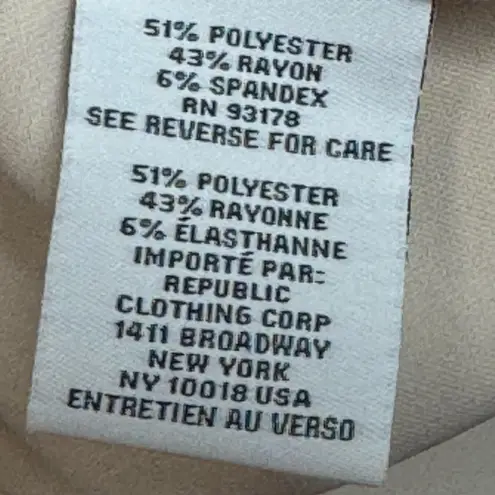 51% POLYESTER
43% RAYON
6% SPANDEX
RN 93178
SEE REVERSE FOR CARE
51% POLYESTER
43% RAYONNE
6% ÉLASTHANNE
IMPORTÉ PAR:
REPUBLIC
CLOTHING CORP
1411 BROADWAY
NEW YORK
NY 10018 USA
ENTRETIEN AU VERSO